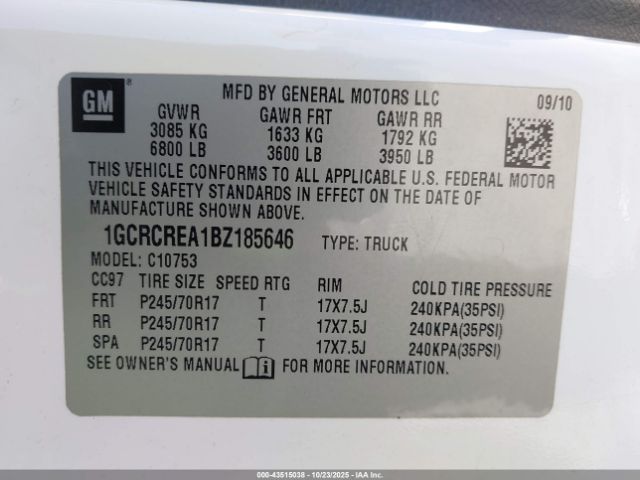 GM ®
MFD BY GENERAL MOTORS LLC 09/10
GVWR GAWR FRT GAWR RR
3085 KG 1633 KG 1792 KG
6800 LB 3600 LB 3950 LB
THIS VEHICLE CONFORMS TO ALL APPLICABLE U.S. FEDERAL MOTOR
VEHICLE SAFETY STANDARDS IN EFFECT ON THE DATE OF
MANUFACTURE SHOWN ABOVE.
1GCRCREA1BZ185646 TYPE: TRUCK
MODEL: C10753
CC97 TIRE SIZE SPEED RTG RIM COLD TIRE PRESSURE
FRT P245/70R17 T 17X7.5J 240KPA(35PSI)
RR P245/70R17 T 17X7.5J 240KPA(35PSI)
SPA P245/70R17 T 17X7.5J 240KPA(35PSI)
SEE OWNER'S MANUAL FOR MORE INFORMATION.
000-43515038 - 10/23/2025 - IAA Inc.